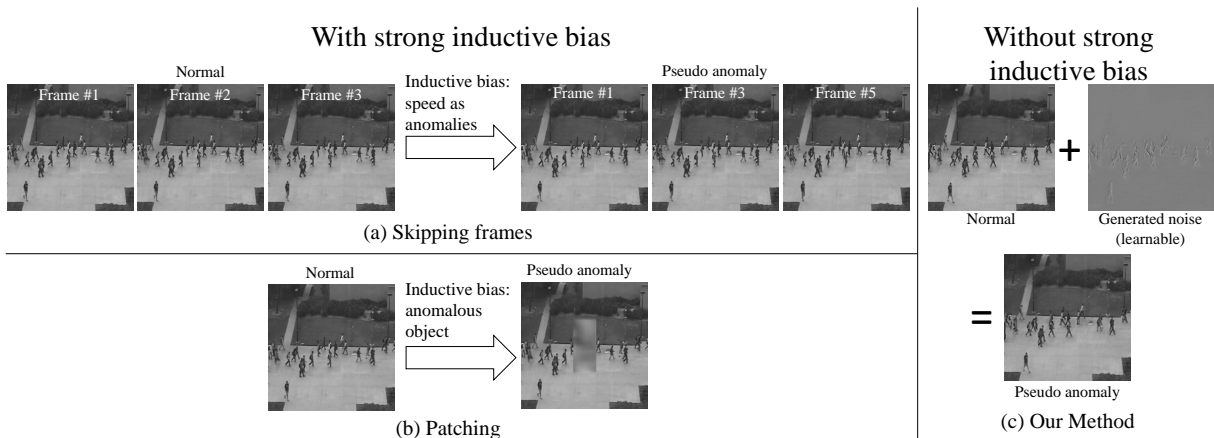 With strong inductive bias
Normal
Frame #1
Frame #2
Frame #3
Inductive bias:
speed as
anomalies
Pseudo anomaly
Frame #1
Frame #3
Frame #5
(a) Skipping frames
Normal
Inductive bias:
anomalous
object
Pseudo anomaly
(b) Patching
Without strong
inductive bias
+
Normal
Generated noise
(learnable)
=
Pseudo anomaly
(c) Our Method